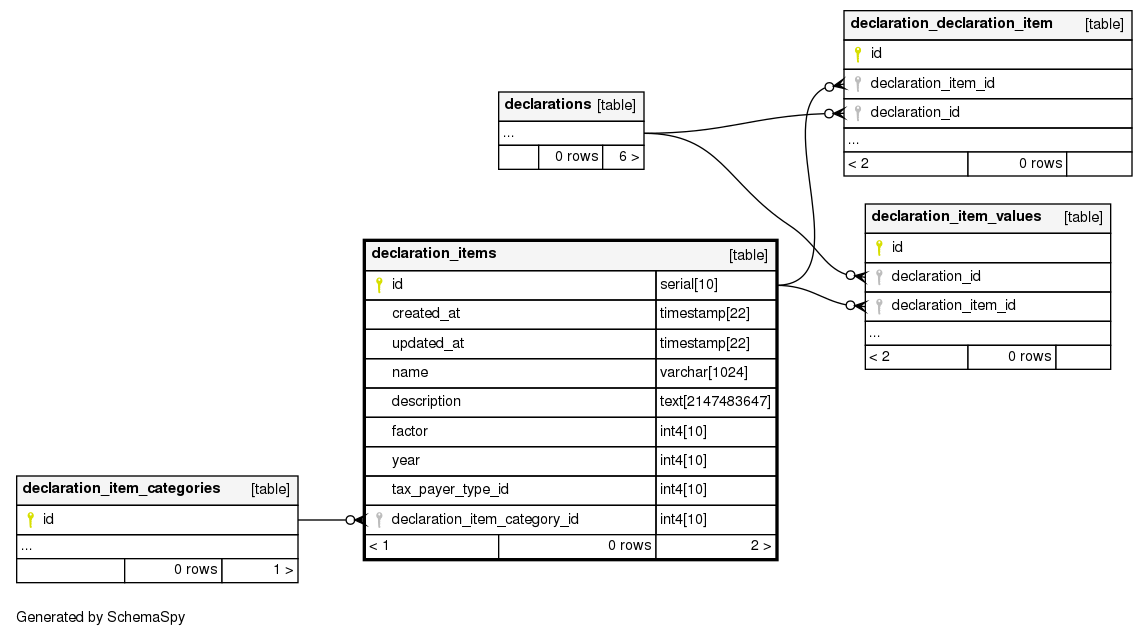 declaration_declaration_item [table]
id
declaration_item_id
declaration_id
...
< 2 0 rows
declarations [table]
...
0 rows 6 >
declaration_item_values [table]
id
declaration_id
declaration_item_id
...
< 2 0 rows
declaration_items [table]
id serial[10]
created_at timestamp[22]
updated_at timestamp[22]
name varchar[1024]
description text[2147483647]
factor int4[10]
year int4[10]
tax_payer_type_id int4[10]
declaration_item_category_id int4[10]
< 1 0 rows 2 >
declaration_item_categories [table]
id
...
0 rows 1 >
Generated by SchemaSpy